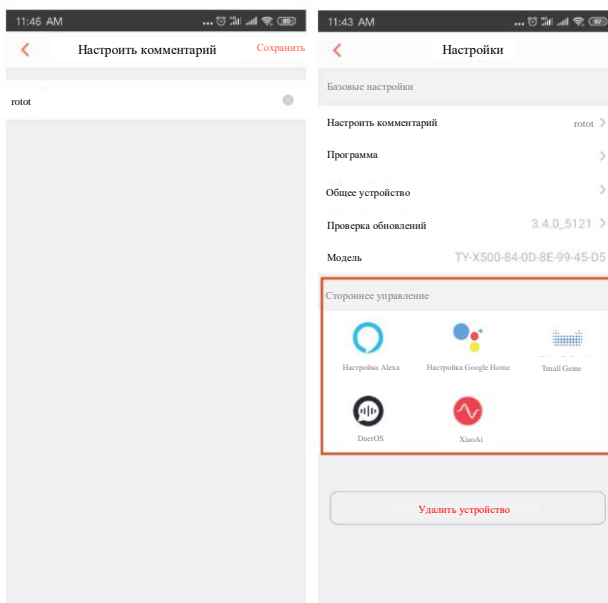 11:46 AM
85
Настроить комментарий
Сохранить
rotot
11:43 AM
87
Настройки
Базовые настройки
Настроить комментарий
rotot
Программа
Общее устройство
Проверка обновлений
3.4.0_5121
Модель
TY-X500-84-0D-8E-99-45-D5
Стороннее управление
Настройка Alexa
Настройка Google Home
Tmall Geine
DuerOS
XiaoAi
Удалить устройство